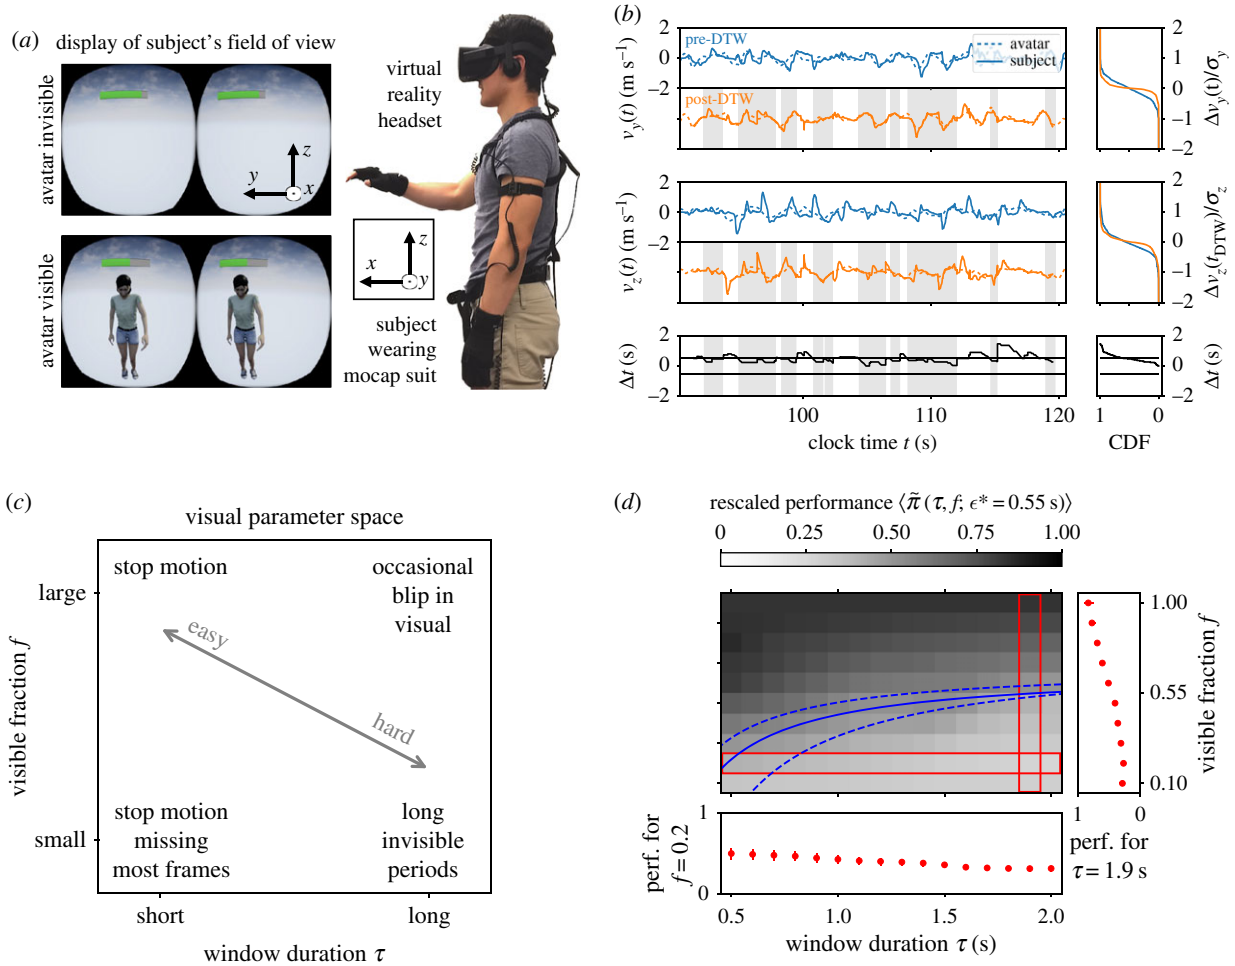 (a) display of subject's field of view
avatar invisible
z
y
x
avatar visible
virtual
reality
headset
z
x
y
subject
wearing
mocap suit
(b)
2
0
−2
v_y(t) (m s⁻¹)
pre-DTW
avatar
subject
post-DTW
2
1
0
−1
−2
Δv_y(t)/σ_y
2
0
−2
v_z(t) (m s⁻¹)
2
1
0
−1
−2
Δv_z(t_DTW)/σ_z
2
0
−2
Δt (s)
2
0
−2
Δt (s)
100 110 120
clock time t (s)
1 0
CDF
(c)
visual parameter space
stop motion
occasional
blip in
visual
large
easy
hard
visible fraction f
stop motion
missing
most frames
long
invisible
periods
small
short long
window duration τ
(d)
rescaled performance ⟨π̃ (τ, f; ϵ* = 0.55 s)⟩
0 0.25 0.50 0.75 1.00
1.00
0.55
0.10
visible fraction f
1 0
perf. for
τ = 1.9 s
perf. for
f = 0.2
1
0
0.5 1.0 1.5 2.0
window duration τ (s)